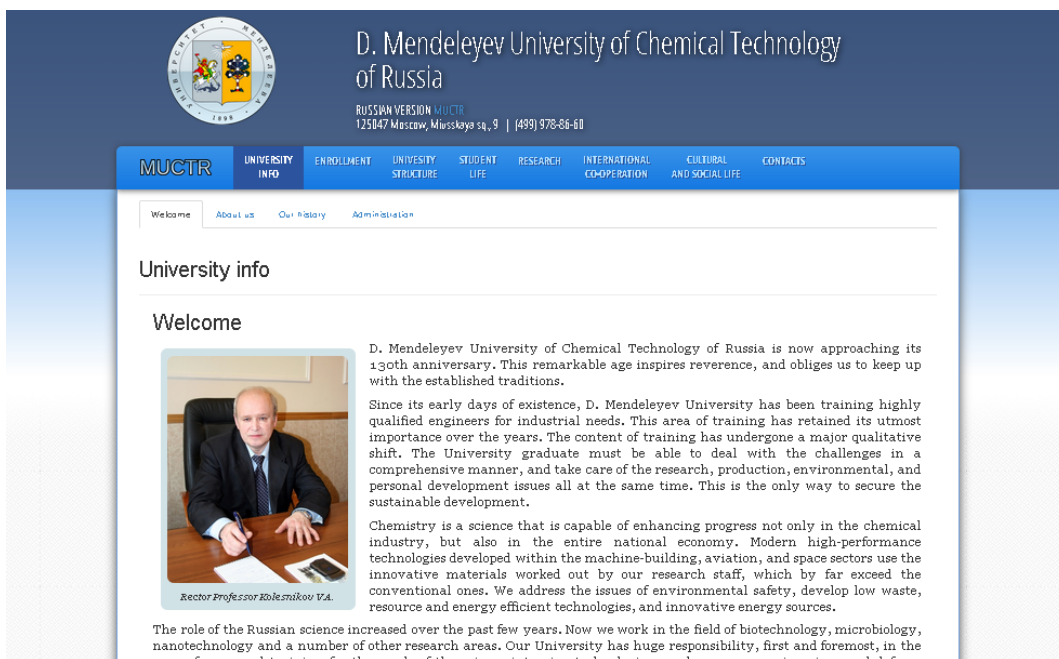 УНИВЕРСИТЕТ МЕНДЕЛЕЕВА
1898
D. Mendeleyev University of Chemical Technology
of Russia
RUSSIAN VERSION MUCTR
125047 Moscow, Miusskaya sq., 9 | (499) 978-86-60
MUCTR
UNIVERSITY INFO
ENROLLMENT
UNIVESITY STRUCTURE
STUDENT LIFE
RESEARCH
INTERNATIONAL CO-OPERATION
CULTURAL AND SOCIAL LIFE
CONTACTS
Welcome About us Our history Administration
University info
Welcome
D. Mendeleyev University of Chemical Technology of Russia is now approaching its
130th anniversary. This remarkable age inspires reverence, and obliges us to keep up
with the established traditions.
Since its early days of existence, D. Mendeleyev University has been training highly
qualified engineers for industrial needs. This area of training has retained its utmost
importance over the years. The content of training has undergone a major qualitative
shift. The University graduate must be able to deal with the challenges in a
comprehensive manner, and take care of the research, production, environmental, and
personal development issues all at the same time. This is the only way to secure the
sustainable development.
Chemistry is a science that is capable of enhancing progress not only in the chemical
industry, but also in the entire national economy. Modern high-performance
technologies developed within the machine-building, aviation, and space sectors use the
innovative materials worked out by our research staff, which by far exceed the
conventional ones. We address the issues of environmental safety, develop low waste,
resource and energy efficient technologies, and innovative energy sources.
Rector Professor Kolesnikov V.A.
The role of the Russian science increased over the past few years. Now we work in the field of biotechnology, microbiology,
nanotechnology and a number of other research areas. Our University has huge responsibility, first and foremost, in the